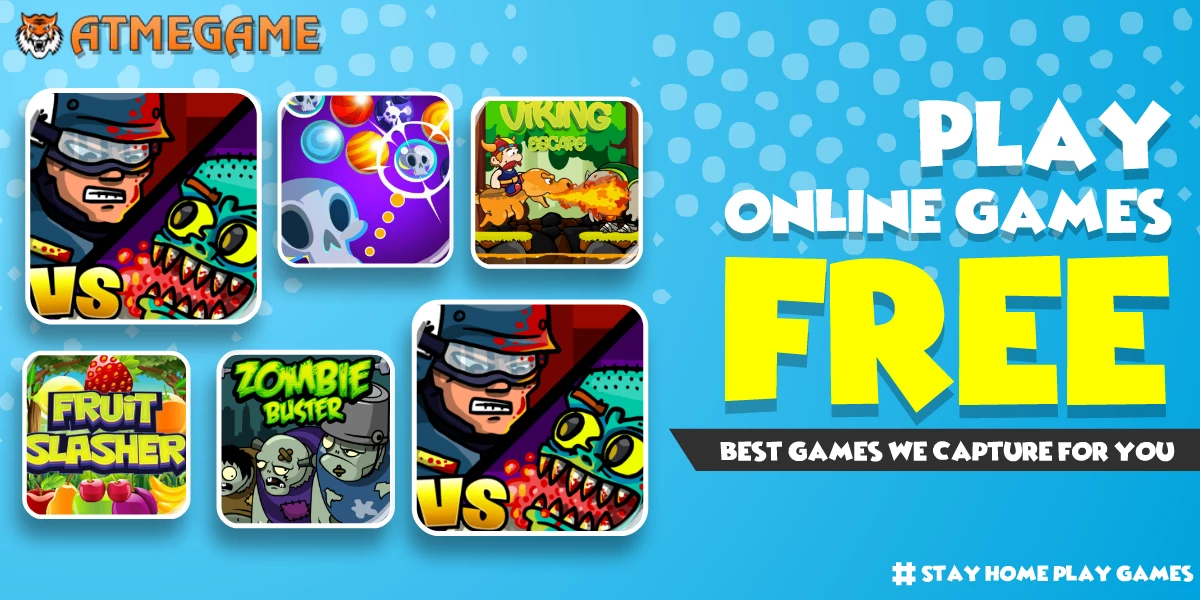 ATMEGAME
VS
VIKING
ESCAPE
FRUIT
SLASHER
ZOMBIE
BUSTER
VS
PLAY
ONLINE GAMES
FREE
BEST GAMES WE CAPTURE FOR YOU
# STAY HOME PLAY GAMES